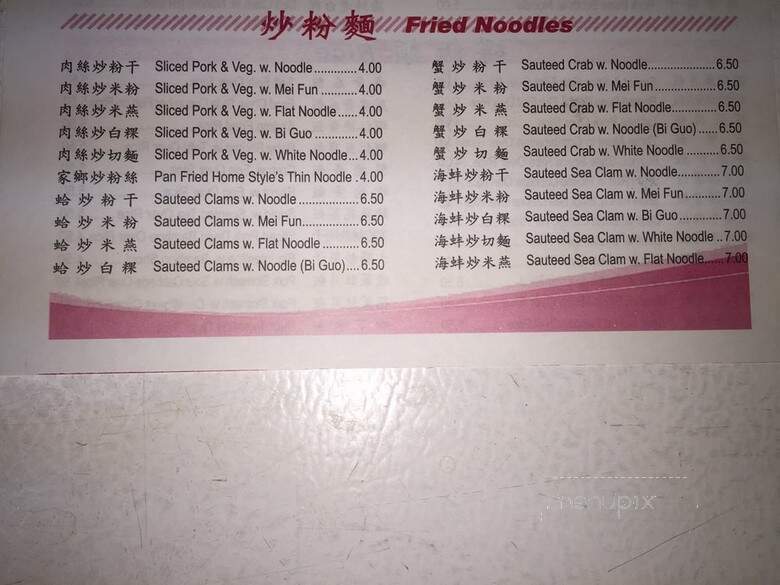 炒粉麵 Fried Noodles
肉絲炒粉干 Sliced Pork & Veg. w. Noodle.............4.00
肉絲炒米粉 Sliced Pork & Veg. w. Mei Fun ...........4.00
肉絲炒米燕 Sliced Pork & Veg. w. Flat Noodle ......4.00
肉絲炒白粿 Sliced Pork & Veg. w. Bi Guo ............4.00
肉絲炒切麵 Sliced Pork & Veg. w. White Noodle...4.00
家鄉炒粉絲 Pan Fried Home Style's Thin Noodle .4.00
蛤炒粉干 Sauteed Clams w. Noodle ..................6.50
蛤炒米粉 Sauteed Clams w. Mei Fun.................6.50
蛤炒米燕 Sauteed Clams w. Flat Noodle ...........6.50
蛤炒白粿 Sauteed Clams w. Noodle (Bi Guo)....6.50
蟹炒粉干 Sauteed Crab w. Noodle.....................6.50
蟹炒米粉 Sauteed Crab w. Mei Fun ...................6.50
蟹炒米燕 Sauteed Crab w. Flat Noodle..............6.50
蟹炒白粿 Sauteed Crab w. Noodle (Bi Guo) ......6.50
蟹炒切麵 Sauteed Crab w. White Noodle ..........6.50
海蚌炒粉干 Sauteed Sea Clam w. Noodle.............7.00
海蚌炒米粉 Sauteed Sea Clam w. Mei Fun ...........7.00
海蚌炒白粿 Sauteed Sea Clam w. Bi Guo .............7.00
海蚌炒切麵 Sauteed Sea Clam w. White Noodle ..7.00
海蚌炒米燕 Sauteed Sea Clam w. Flat Noodle......7.00
menupix